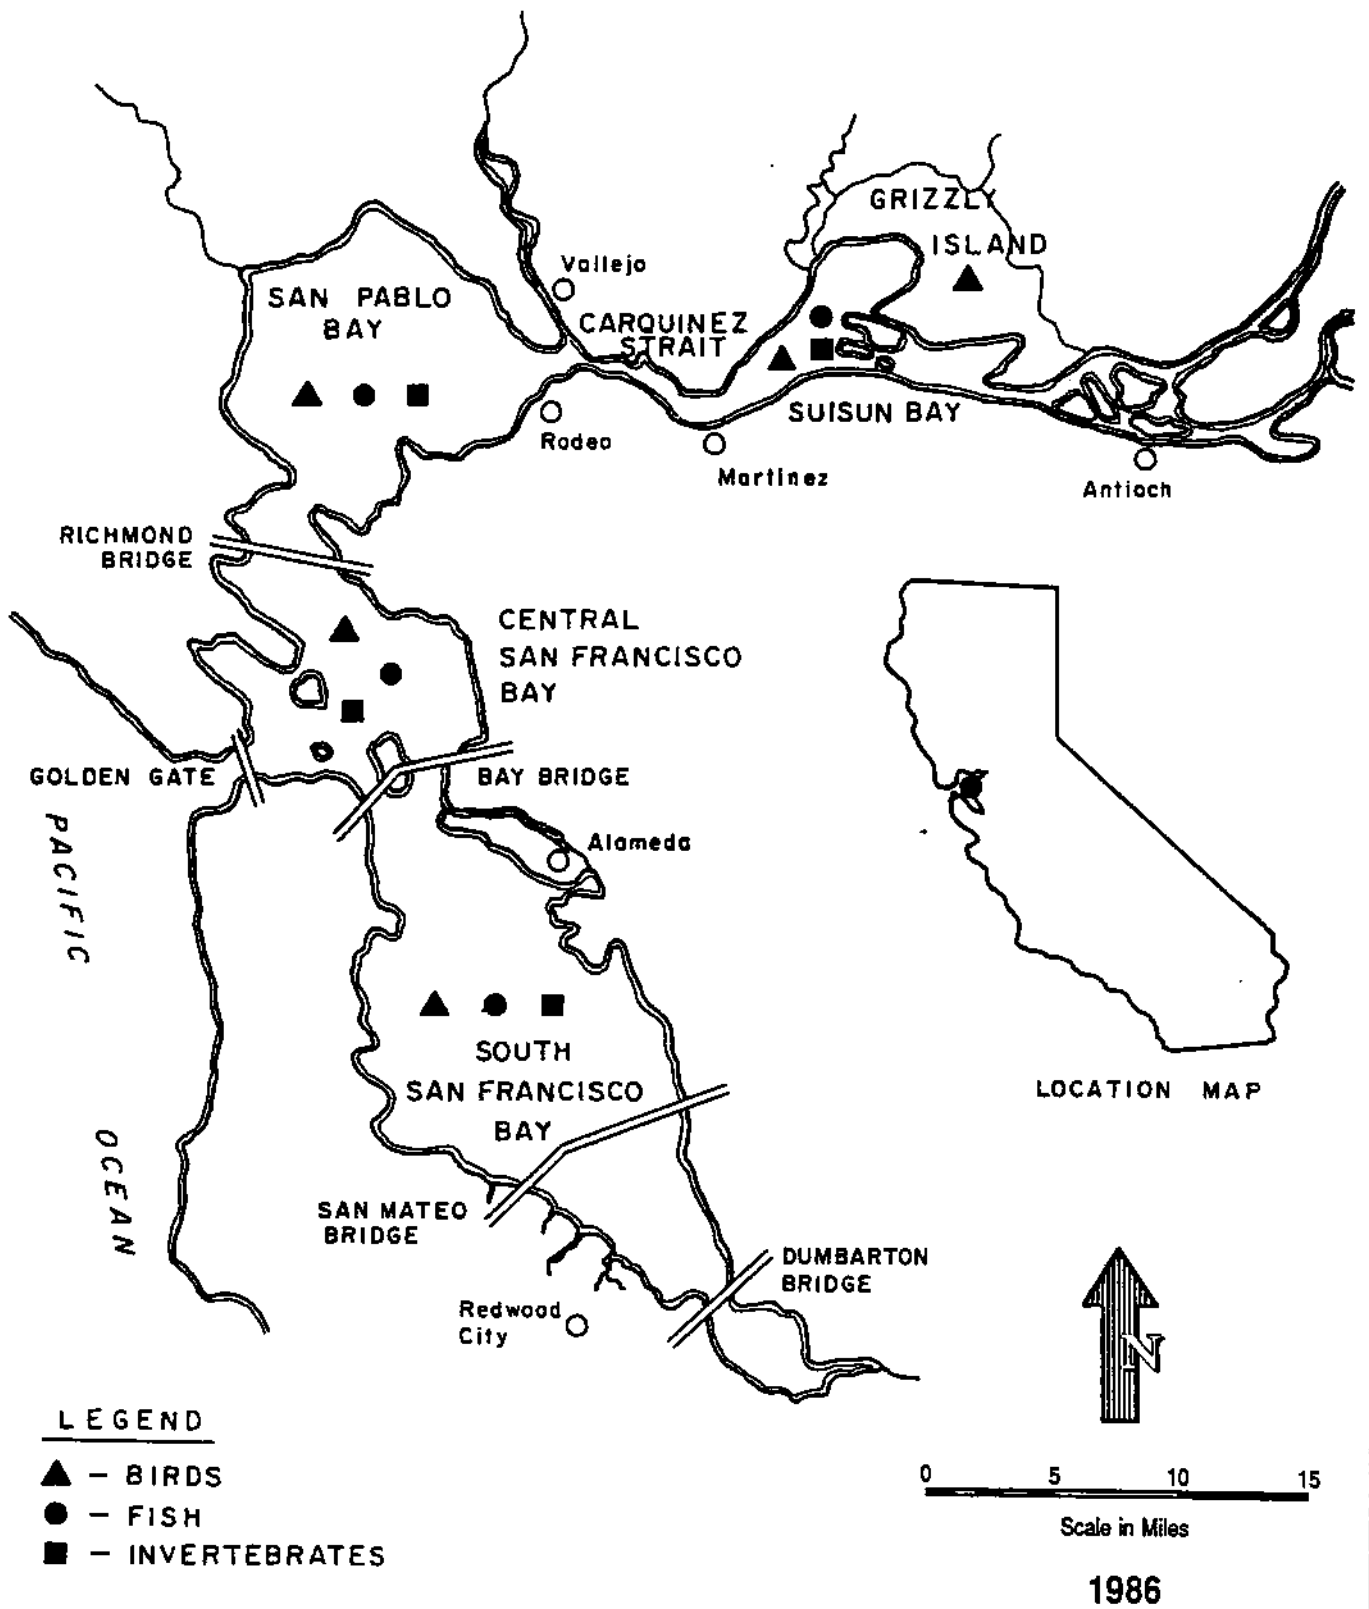 GRIZZLY
ISLAND
Vallejo
SAN PABLO
BAY
CARQUINEZ
STRAIT
SUISUN BAY
Rodeo
Martinez
Antioch
RICHMOND
BRIDGE
CENTRAL
SAN FRANCISCO
BAY
GOLDEN GATE
BAY BRIDGE
Alameda
PACIFIC
OCEAN
SOUTH
SAN FRANCISCO
BAY
LOCATION MAP
SAN MATEO
BRIDGE
DUMBARTON
BRIDGE
Redwood
City
N
LEGEND
- BIRDS
- FISH
- INVERTEBRATES
0 5 10 15
Scale in Miles
1986